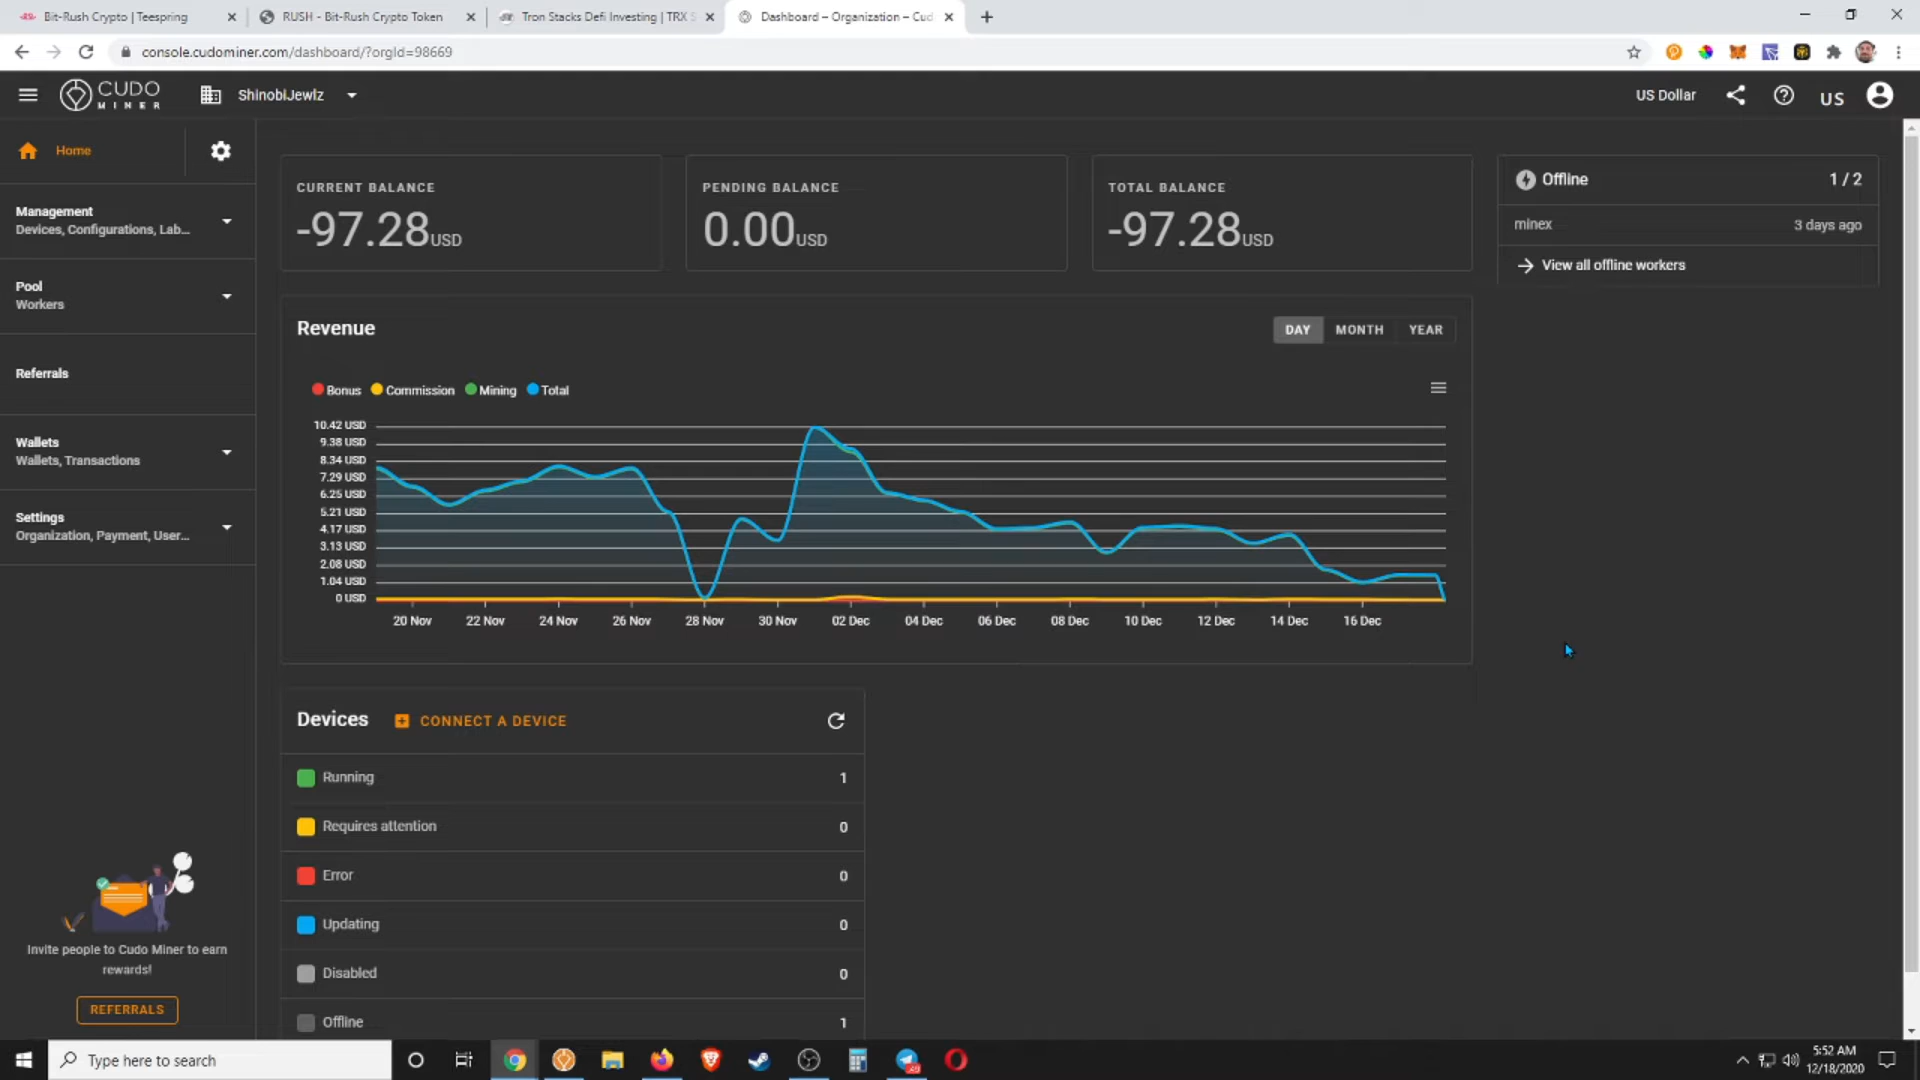 Bit-Rush Crypto | Teespring
RUSH - Bit-Rush Crypto Token
Tron Stacks Defi Investing | TRX S
Dashboard – Organization – Cud
console.cudominer.com/dashboard/?orgId=98669
CUDO
MINER
ShinobiJewlz
US Dollar
US
Home
Management
Devices, Configurations, Lab...
Pool
Workers
Referrals
Wallets
Wallets, Transactions
Settings
Organization, Payment, User...
Invite people to Cudo Miner to earn
rewards!
REFERRALS
CURRENT BALANCE
-97.28 USD
PENDING BALANCE
0.00 USD
TOTAL BALANCE
-97.28 USD
Offline 1 / 2
minex 3 days ago
View all offline workers
Revenue
DAY MONTH YEAR
Bonus Commission Mining Total
10.42 USD
9.38 USD
8.34 USD
7.29 USD
6.25 USD
5.21 USD
4.17 USD
3.13 USD
2.08 USD
1.04 USD
0 USD
20 Nov 22 Nov 24 Nov 26 Nov 28 Nov 30 Nov 02 Dec 04 Dec 06 Dec 08 Dec 10 Dec 12 Dec 14 Dec 16 Dec
Devices CONNECT A DEVICE
Running 1
Requires attention 0
Error 0
Updating 0
Disabled 0
Offline 1
Type here to search
5:52 AM
12/18/2020